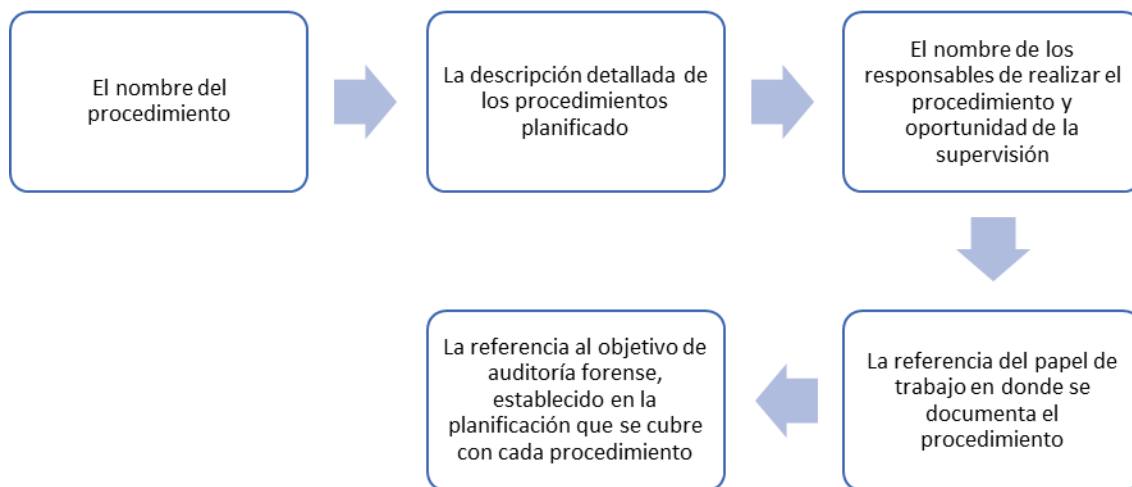 El nombre del
procedimiento
La descripción detallada de
los procedimientos
planificado
El nombre de los
responsables de realizar el
procedimiento y
oportunidad de la
supervisión
La referencia del papel de
trabajo en donde se
documenta el
procedimiento
La referencia al objetivo de
auditoría forense,
establecido en la
planificación que se cubre
con cada procedimiento